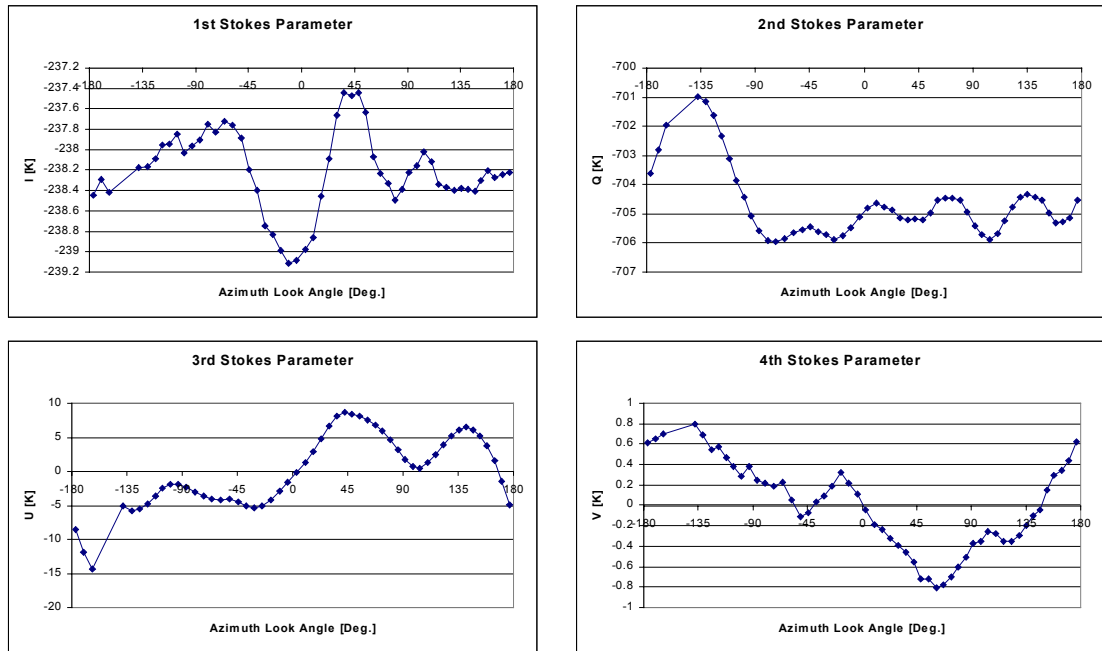 1st Stokes Parameter
-237.2
-237.4
-237.6
-237.8
-238
-238.2
-238.4
-238.6
-238.8
-239
-239.2
-180 -135 -90 -45 0 45 90 135 180
I [K]
Azimuth Look Angle [Deg.]
2nd Stokes Parameter
-700
-701
-702
-703
-704
-705
-706
-707
-180 -135 -90 -45 0 45 90 135 180
Q [K]
Azimuth Look Angle [Deg.]
3rd Stokes Parameter
10
5
0
-5
-10
-15
-20
-180 -135 -90 -45 0 45 90 135 180
U [K]
Azimuth Look Angle [Deg.]
4th Stokes Parameter
1
0.8
0.6
0.4
0.2
0
-0.2
-0.4
-0.6
-0.8
-1
-180 -135 -90 -45 0 45 90 135 180
V [K]
Azimuth Look Angle [Deg.]